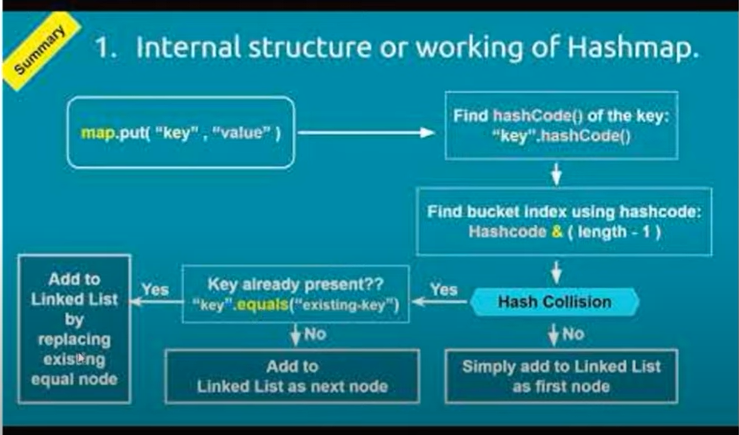 Summary
1. Internal structure or working of Hashmap.
map.put( “key” , “value” )
Find hashCode() of the key:
“key”.hashCode()
Find bucket index using hashcode:
Hashcode & ( length - 1 )
Hash Collision
Yes
No
Simply add to Linked List
as first node
Key already present??
“key”.equals(“existing-key”)
Yes
No
Add to
Linked List as next node
Add to
Linked List
by
replacing
existing
equal node